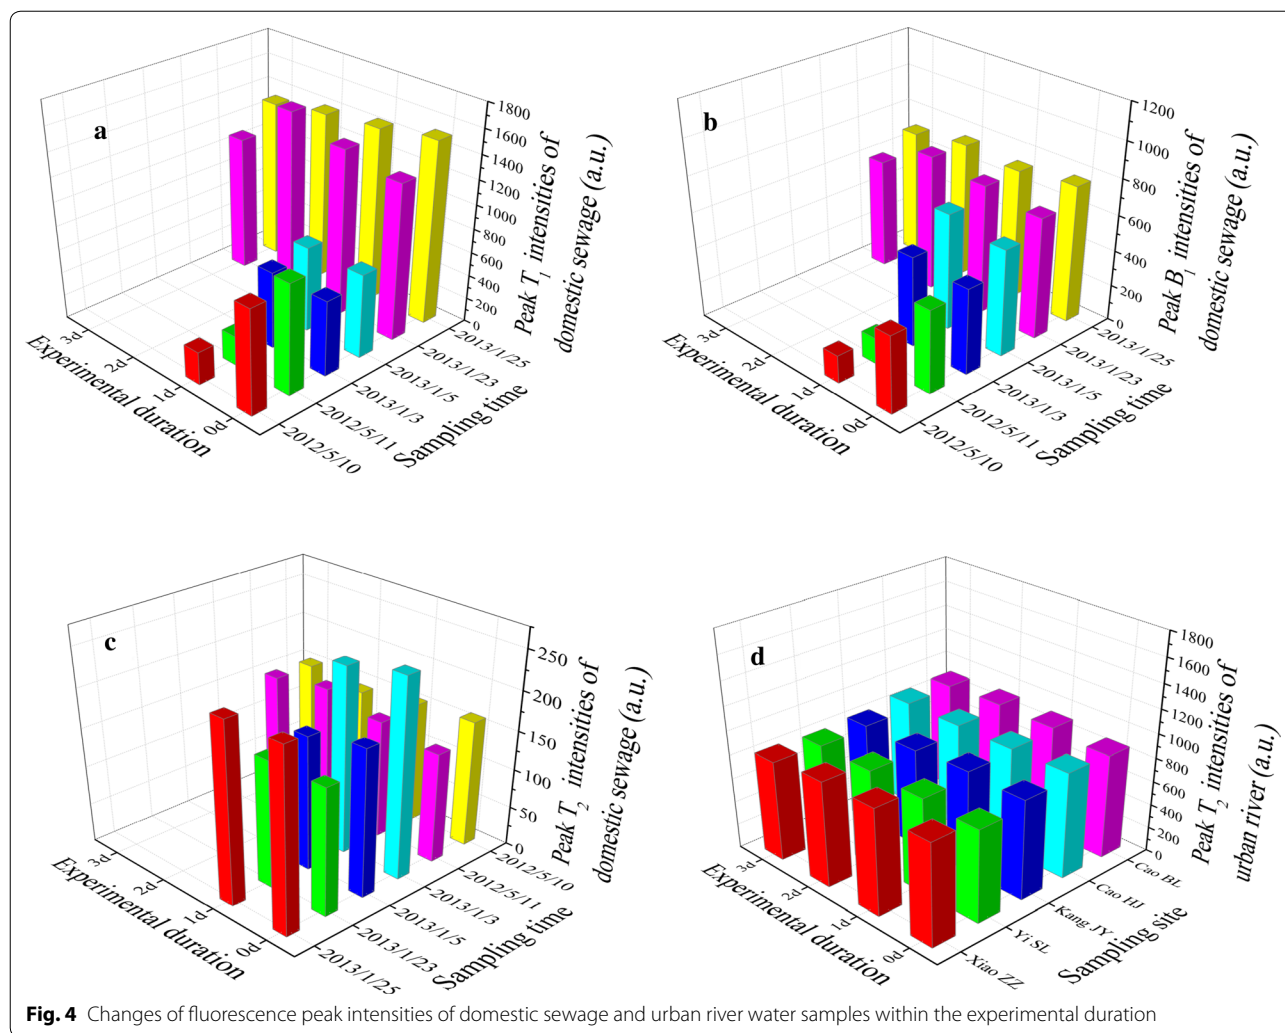 a
1800
1600
1400
1200
1000
800
600
400
200
0
Peak T1 intensities of
domestic sewage (a.u.)
3d
2d
1d
0d
Experimental duration
2013/1/25
2013/1/23
2013/1/5
2013/1/3
2012/5/11
2012/5/10
Sampling time
b
1200
1000
800
600
400
200
0
Peak B1 intensities of
domestic sewage (a.u.)
3d
2d
1d
0d
Experimental duration
2013/1/25
2013/1/23
2013/1/5
2013/1/3
2012/5/11
2012/5/10
Sampling time
c
250
200
150
100
50
0
Peak T2 intensities of
domestic sewage (a.u.)
3d
2d
1d
0d
Experimental duration
2012/5/10
2012/5/11
2013/1/3
2013/1/5
2013/1/23
2013/1/25
Sampling time
d
1800
1600
1400
1200
1000
800
600
400
200
0
Peak T2 intensities of
urban river (a.u.)
3d
2d
1d
0d
Experimental duration
Cao BL
Cao HJ
Kang JY
Yi SL
Xiao ZZ
Sampling site
Fig. 4 Changes of fluorescence peak intensities of domestic sewage and urban river water samples within the experimental duration